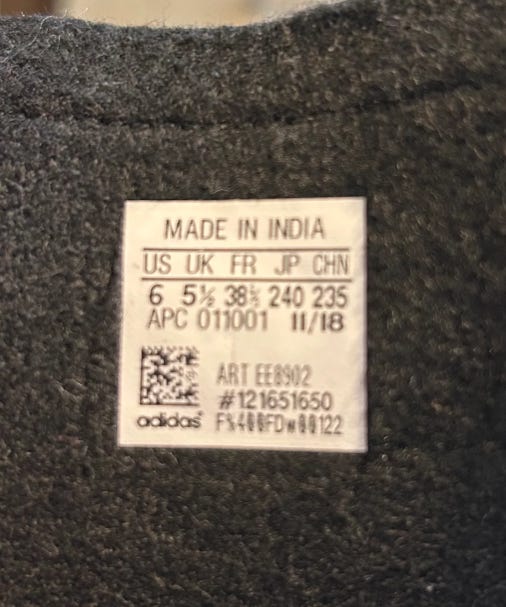 MADE IN INDIA
US UK FR JP CHN
6 5½ 38⅔ 240 235
APC 011001 11/18
ART EE8902
#121651650
adidas